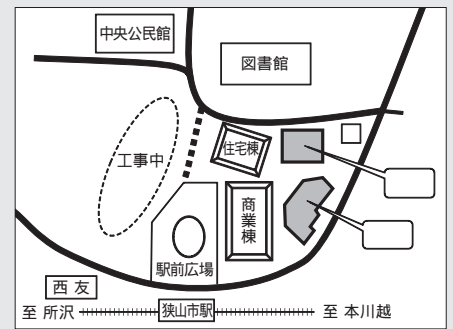 中央公民館
図書館
住宅棟
工事中
商業棟
駅前広場
西友
至 所沢
狭山市駅
至 本川越